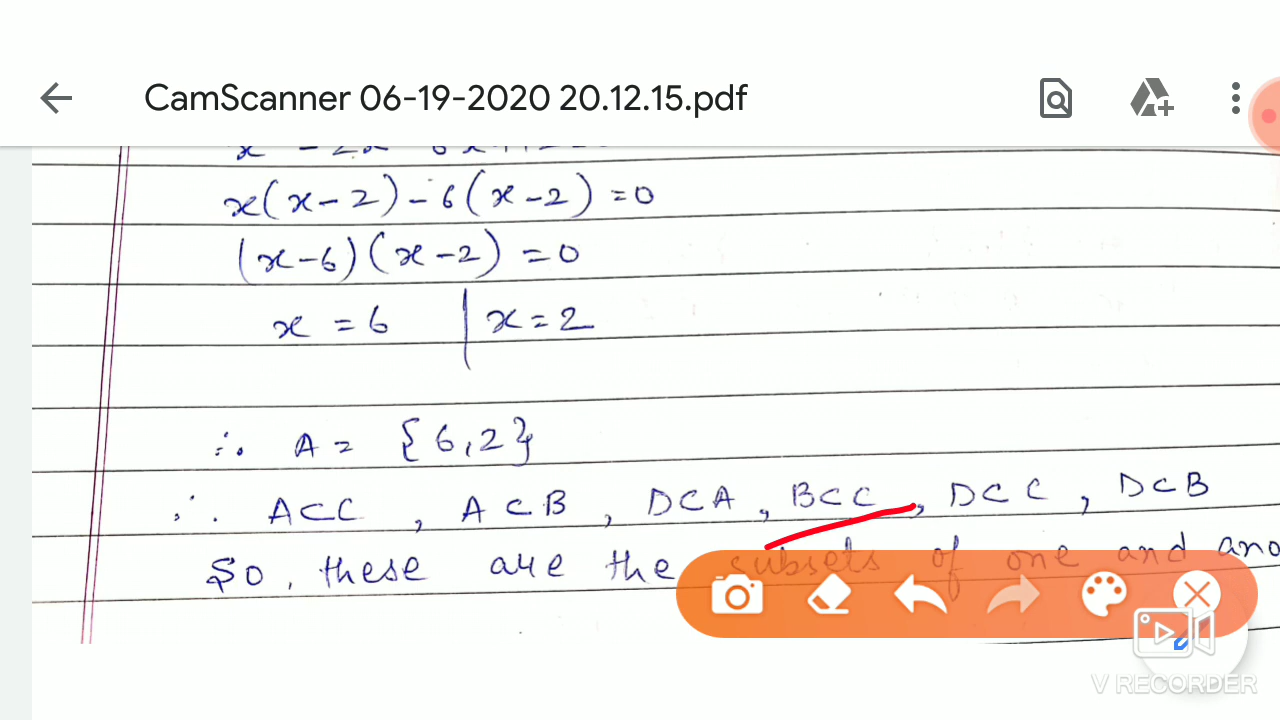 CamScanner 06-19-2020 20.12.15.pdf
x(x-2)-6(x-2)=0
(x-6)(x-2)=0
x = 6 | x = 2
∴ A = {6,2}
∴ A⊂C , A⊂B , D⊂A , B⊂C , D⊂C , D⊂B
So, these are the subsets of one and ano
V RECORDER